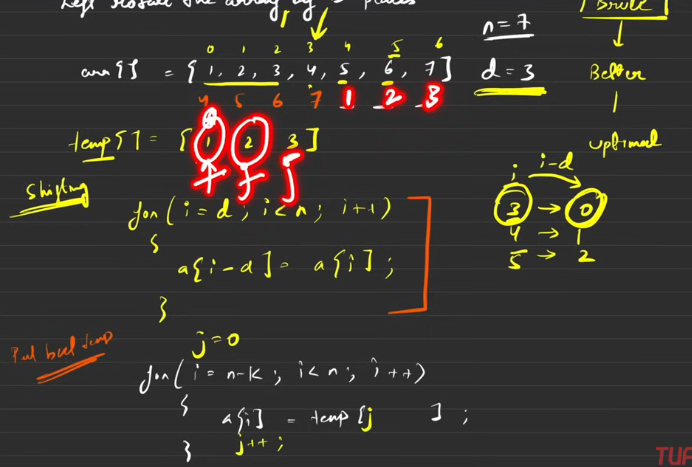 Left rotate the array by 3 places
Brute
n = 7
0 1 2 3 4 5 6
arr[] = { 1, 2, 3, 4, 5, 6, 7 ]
d = 3
Better
4 5 6 7 1 2 3
temp[] = [ 1 2 3 ]
j j j
optimal
Shifting
i i-d
for( i = d ; i < n ; i++)
3 → 0
{
4 → 1
a[i-d] = a[i] ;
5 → 2
}
Put back temp
j = 0
for( i = n-k ; i < n ; i++)
{
a[i] = temp[j ] ;
j++ ;
}
TUF